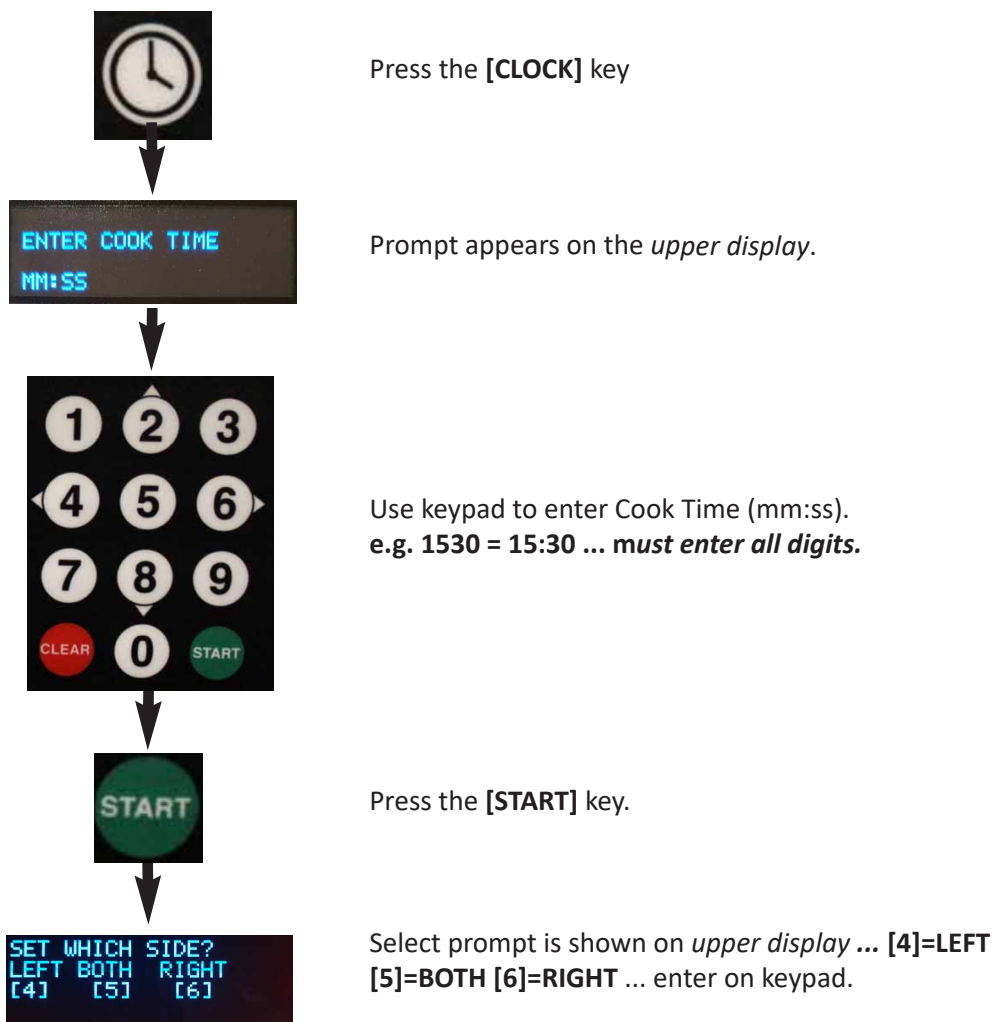 Press the [CLOCK] key
ENTER COOK TIME
MM:SS
Prompt appears on the upper display.
1 2 3
4 5 6
7 8 9
CLEAR 0 START
Use keypad to enter Cook Time (mm:ss).
e.g. 1530 = 15:30 ... must enter all digits.
START
Press the [START] key.
SET WHICH SIDE?
LEFT BOTH RIGHT
[4] [5] [6]
Select prompt is shown on upper display ... [4]=LEFT
[5]=BOTH [6]=RIGHT ... enter on keypad.